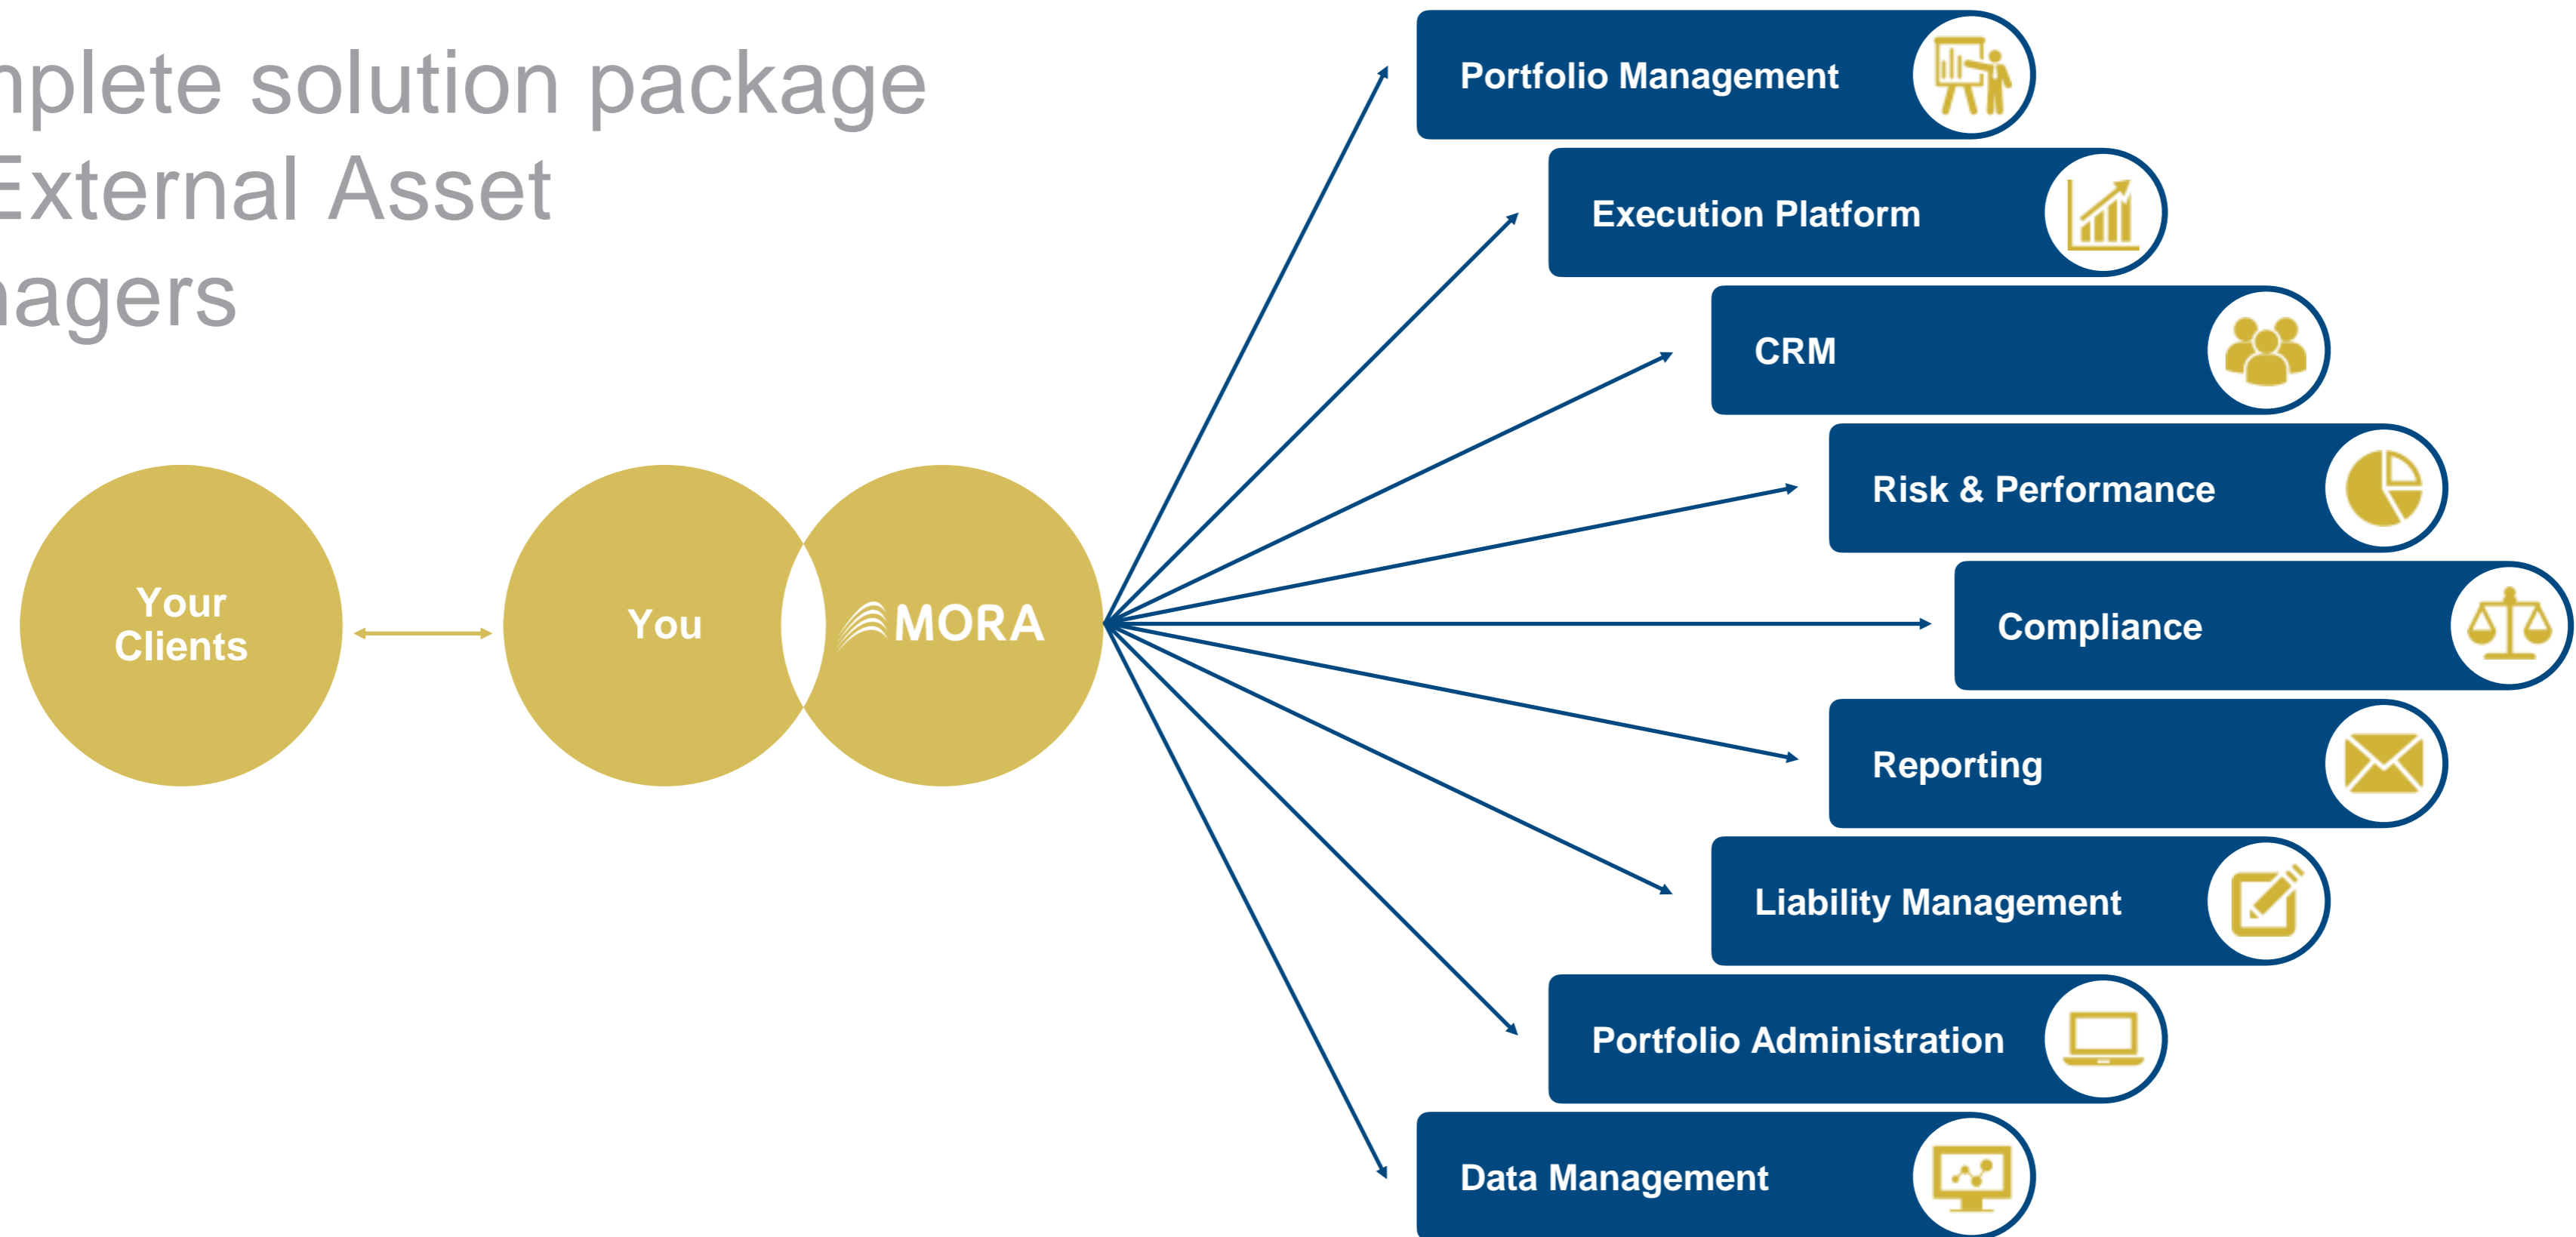 mplete solution package
External Asset
nagers
Portfolio Management
Execution Platform
CRM
Risk & Performance
Your
Clients
You
MORA
Compliance
Reporting
Liability Management
Portfolio Administration
Data Management